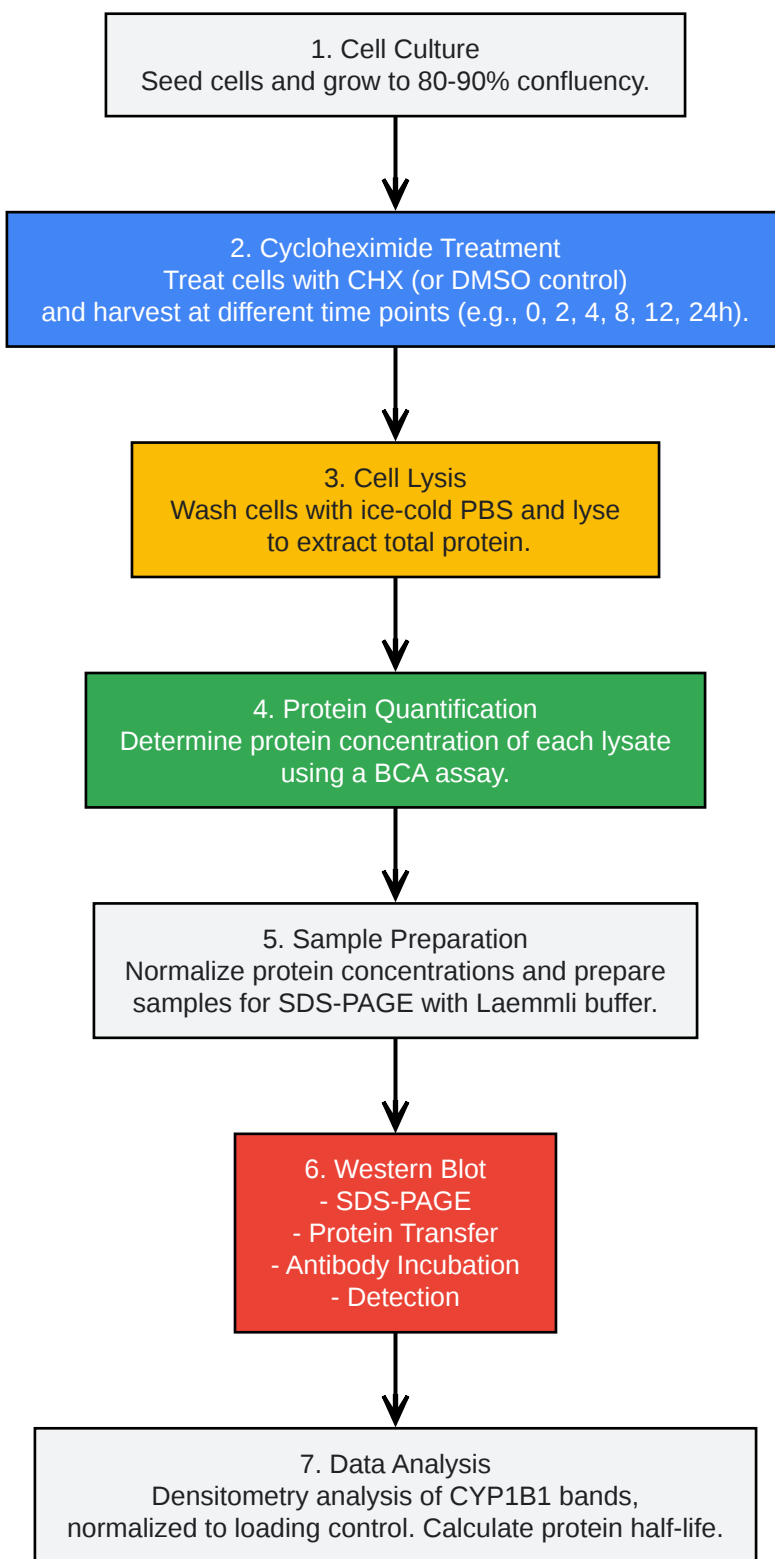 1. Cell Culture
Seed cells and grow to 80-90% confluency.
2. Cycloheximide Treatment
Treat cells with CHX (or DMSO control)
and harvest at different time points (e.g., 0, 2, 4, 8, 12, 24h).
3. Cell Lysis
Wash cells with ice-cold PBS and lyse
to extract total protein.
4. Protein Quantification
Determine protein concentration of each lysate
using a BCA assay.
5. Sample Preparation
Normalize protein concentrations and prepare
samples for SDS-PAGE with Laemmli buffer.
6. Western Blot
- SDS-PAGE
- Protein Transfer
- Antibody Incubation
- Detection
7. Data Analysis
Densitometry analysis of CYP1B1 bands,
normalized to loading control. Calculate protein half-life.